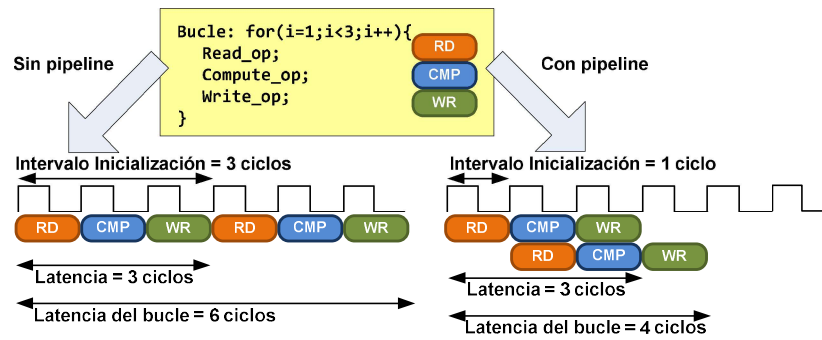 Bucle: for(i=1;i<3;i++){
Read_op;
Compute_op;
Write_op;
}
RD
CMP
WR
Sin pipeline
Con pipeline
Intervalo Inicialización = 3 ciclos
RD CMP WR RD CMP WR
Latencia = 3 ciclos
Latencia del bucle = 6 ciclos
Intervalo Inicialización = 1 ciclo
RD CMP WR
RD CMP WR
Latencia = 3 ciclos
Latencia del bucle = 4 ciclos